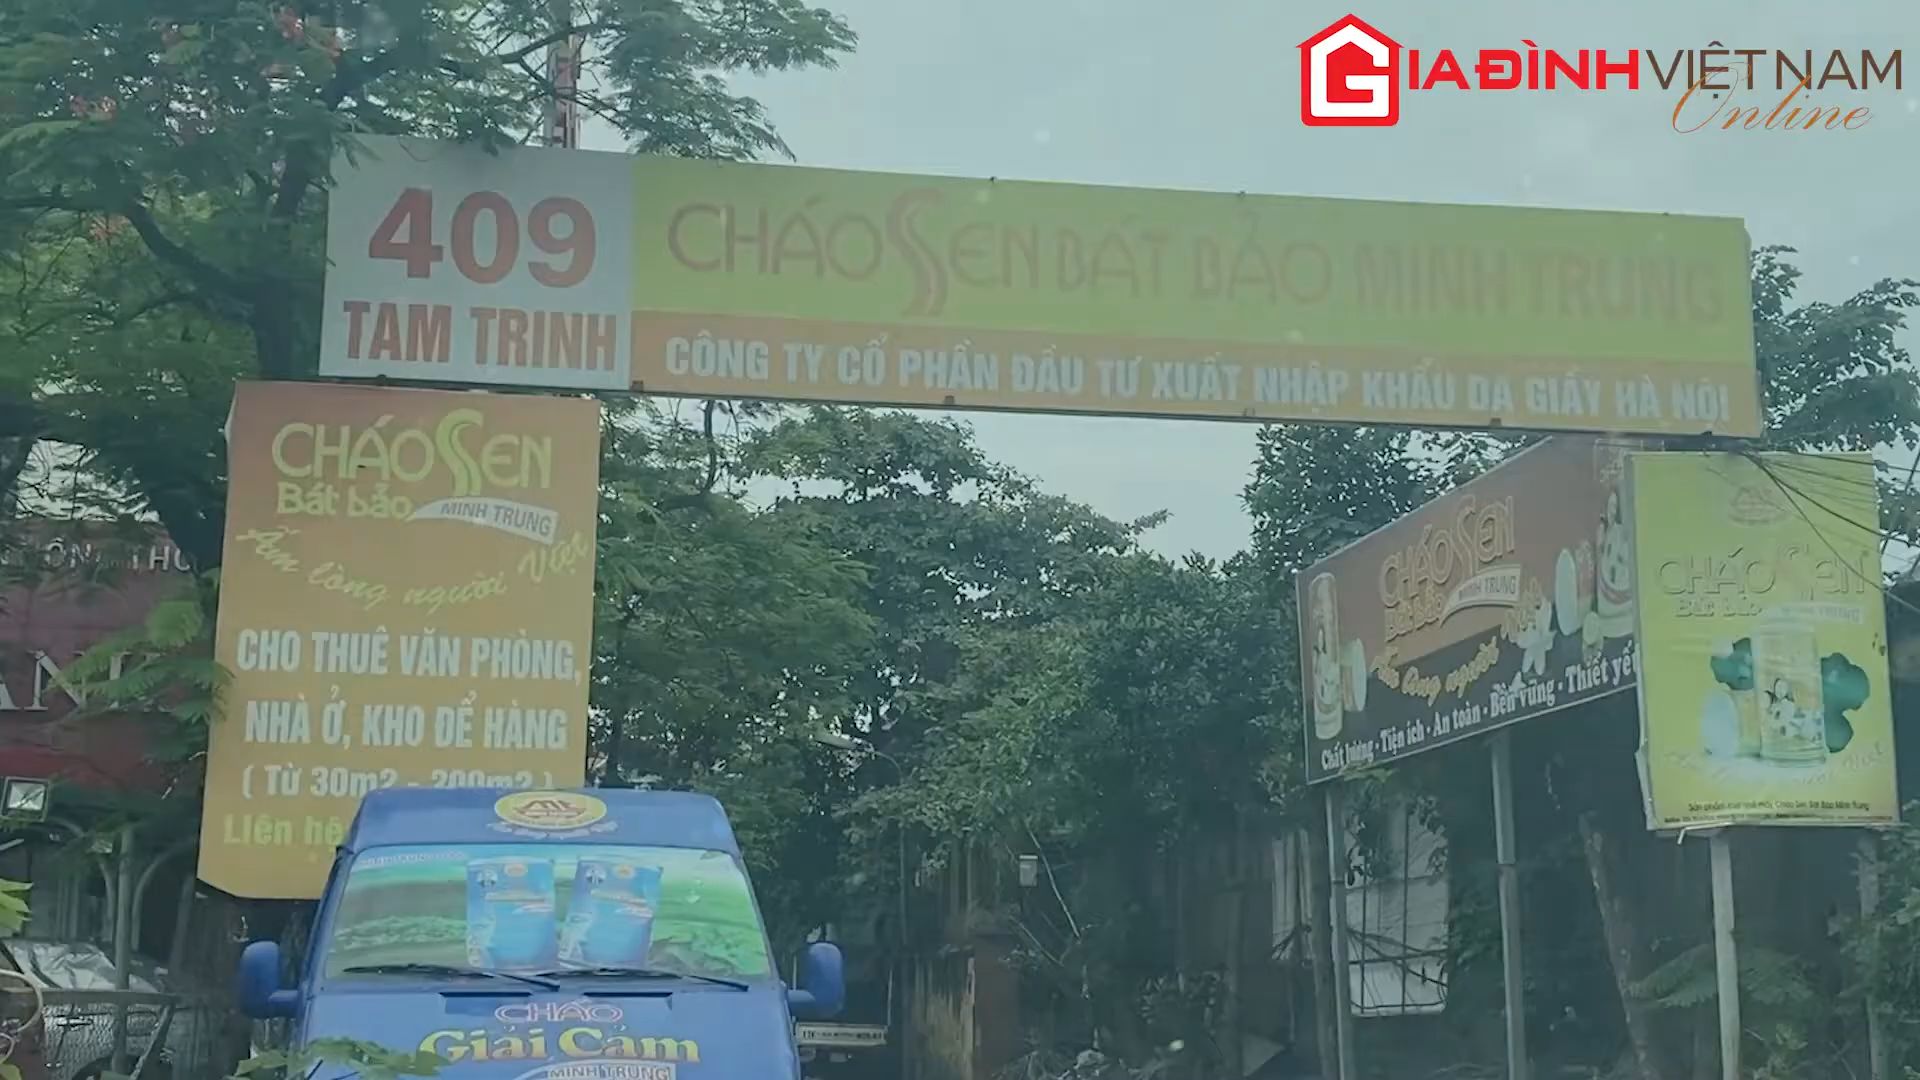 GIAĐÌNHVIỆTNAM
Online
409
TAM TRINH
CHÁO SEN BÁT BẢO MINH TRUNG
CÔNG TY CỔ PHẦN ĐẦU TƯ XUẤT NHẬP KHẨU DA GIẦY HÀ NỘI
CHÁO SEN
Bát bảo
MINH TRUNG
Ấm lòng người Việt
CHO THUÊ VĂN PHÒNG,
NHÀ Ở, KHO ĐỂ HÀNG
( Từ 30m2 - 200m2 )
Liên hệ
CHÁO SEN
Bát bảo
MINH TRUNG
Chất lượng - Tiện ích - An toàn - Bền vững - Thiết yếu
CHÁO SEN
Bát bảo
CHÁO
Giải Cảm
MINH TRUNG